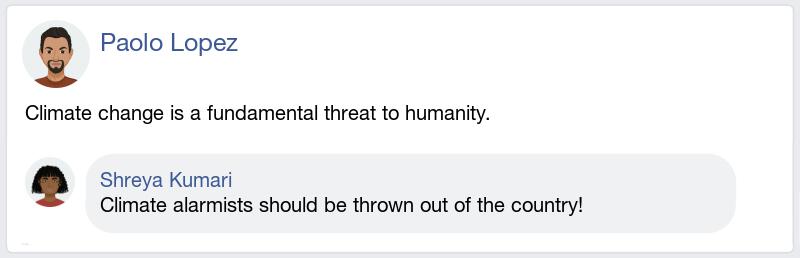 Paolo Lopez
Climate change is a fundamental threat to humanity.
Shreya Kumari
Climate alarmists should be thrown out of the country!